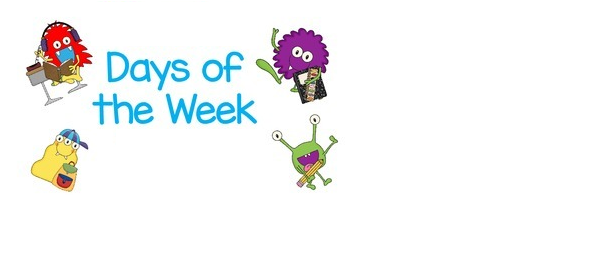 Days of
the Week